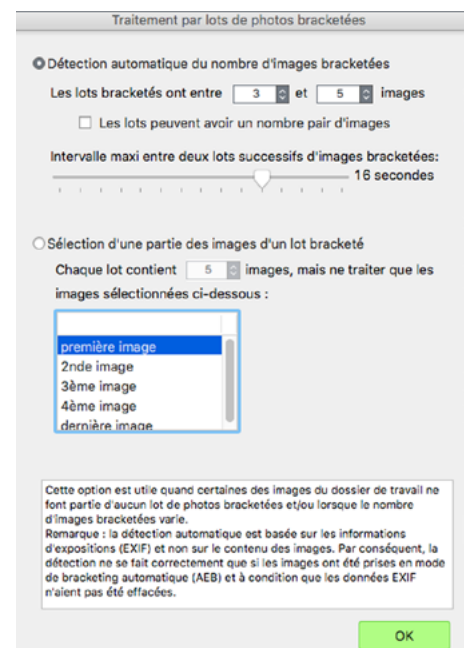 Traitement par lots de photos bracketées
Détection automatique du nombre d'images bracketées
Les lots bracketés ont entre 3 et 5 images
Les lots peuvent avoir un nombre pair d'images
Intervalle maxi entre deux lots successifs d'images bracketées:
16 secondes
Sélection d'une partie des images d'un lot bracketé
Chaque lot contient 5 images, mais ne traiter que les
images sélectionnées ci-dessous :
première image
2nde image
3ème image
4ème image
dernière image
Cette option est utile quand certaines des images du dossier de travail ne
font partie d'aucun lot de photos bracketées et/ou lorsque le nombre
d'images bracketées varie.
Remarque : la détection automatique est basée sur les informations
d'expositions (EXIF) et non sur le contenu des images. Par conséquent, la
détection ne se fait correctement que si les images ont été prises en mode
de bracketing automatique (AEB) et à condition que les données EXIF
n'aient pas été effacées.
OK